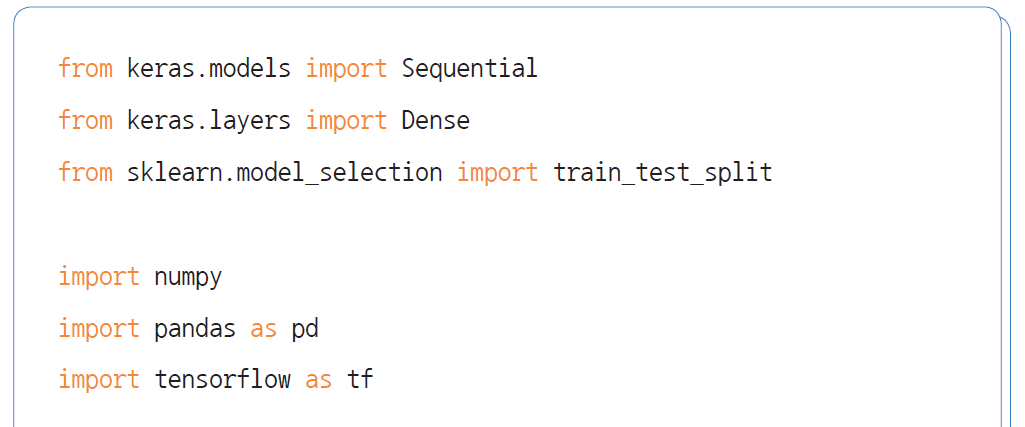 from keras.models import Sequential
from keras.layers import Dense
from sklearn.model_selection import train_test_split
import numpy
import pandas as pd
import tensorflow as tf